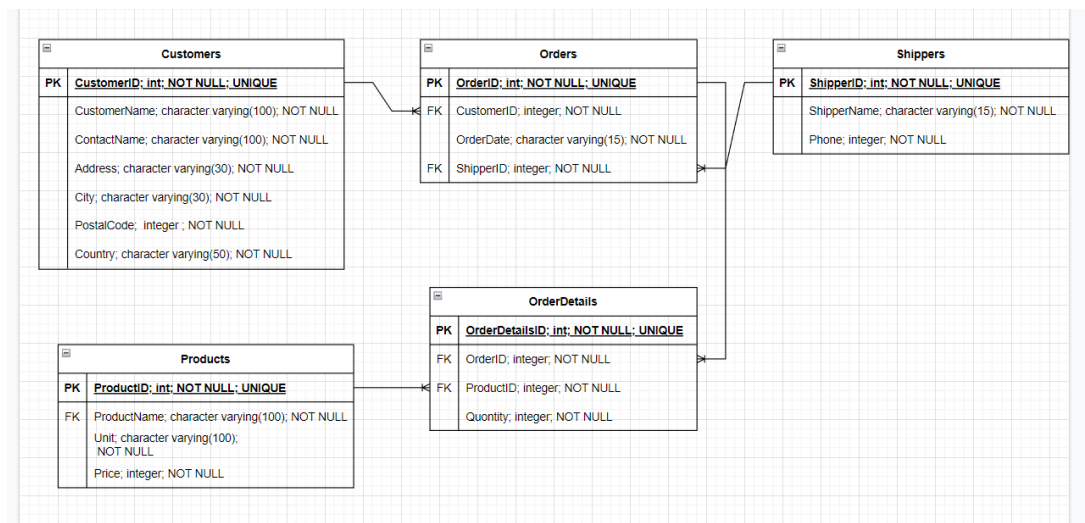 Customers
PK CustomerID; int; NOT NULL; UNIQUE
CustomerName; character varying(100); NOT NULL
ContactName; character varying(100); NOT NULL
Address; character varying(30); NOT NULL
City; character varying(30); NOT NULL
PostalCode;  integer ; NOT NULL
Country; character varying(50); NOT NULL
Orders
PK OrderID; int; NOT NULL; UNIQUE
FK CustomerID; integer; NOT NULL
OrderDate; character varying(15); NOT NULL
FK ShipperID; integer; NOT NULL
Shippers
PK ShipperID; int; NOT NULL; UNIQUE
ShipperName; character varying(15); NOT NULL
Phone; integer; NOT NULL
OrderDetails
PK OrderDetailsID; int; NOT NULL; UNIQUE
FK OrderID; integer; NOT NULL
FK ProductID; integer; NOT NULL
Quontity; integer; NOT NULL
Products
PK ProductID; int; NOT NULL; UNIQUE
FK ProductName; character varying(100); NOT NULL
Unit; character varying(100);
NOT NULL
Price; integer; NOT NULL